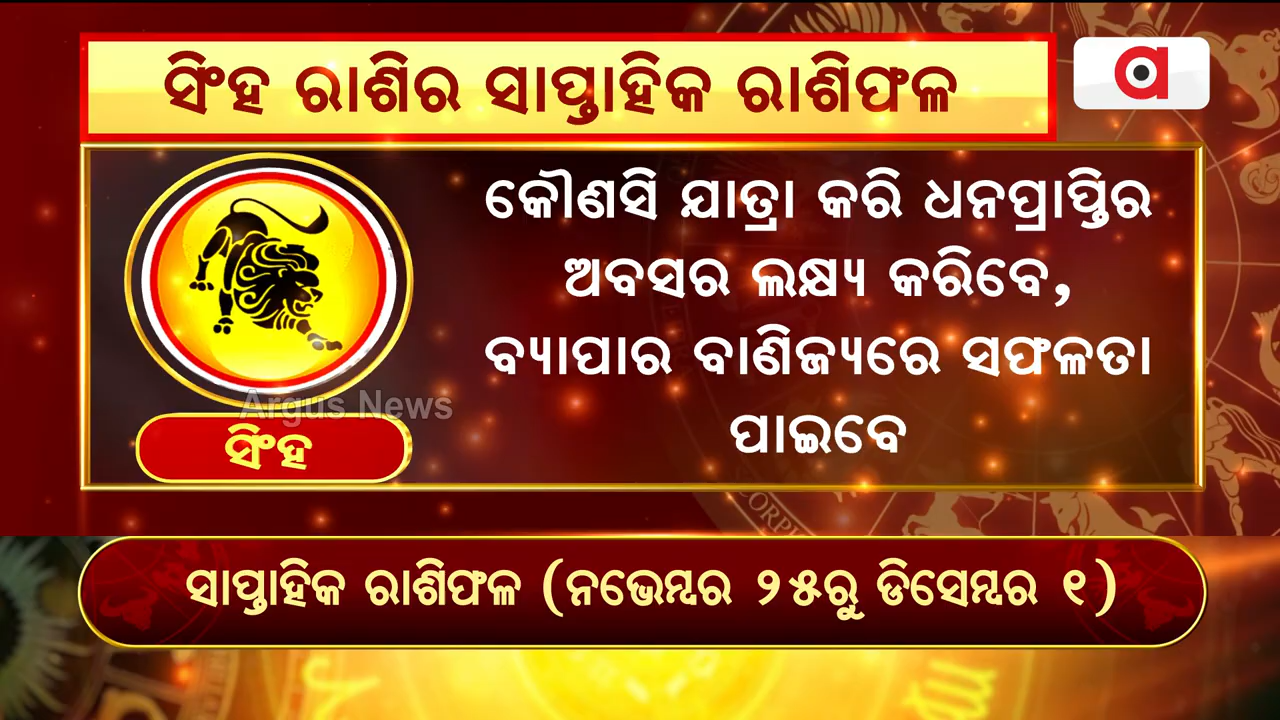 ସିଂହ ରାଶିର ସାପ୍ତାହିକ ରାଶିଫଳ
a
କୌଣସି ଯାତ୍ରା କରି ଧନପ୍ରାପ୍ତିର
ଅବସର ଲକ୍ଷ୍ୟ କରିବେ,
ବ୍ୟାପାର ବାଣିଜ୍ୟରେ ସଫଳତା
ପାଇବେ
Argus News
ସିଂହ
ସାପ୍ତାହିକ ରାଶିଫଳ (ନଭେମ୍ବର ୨୫ରୁ ଡିସେମ୍ବର ୧)